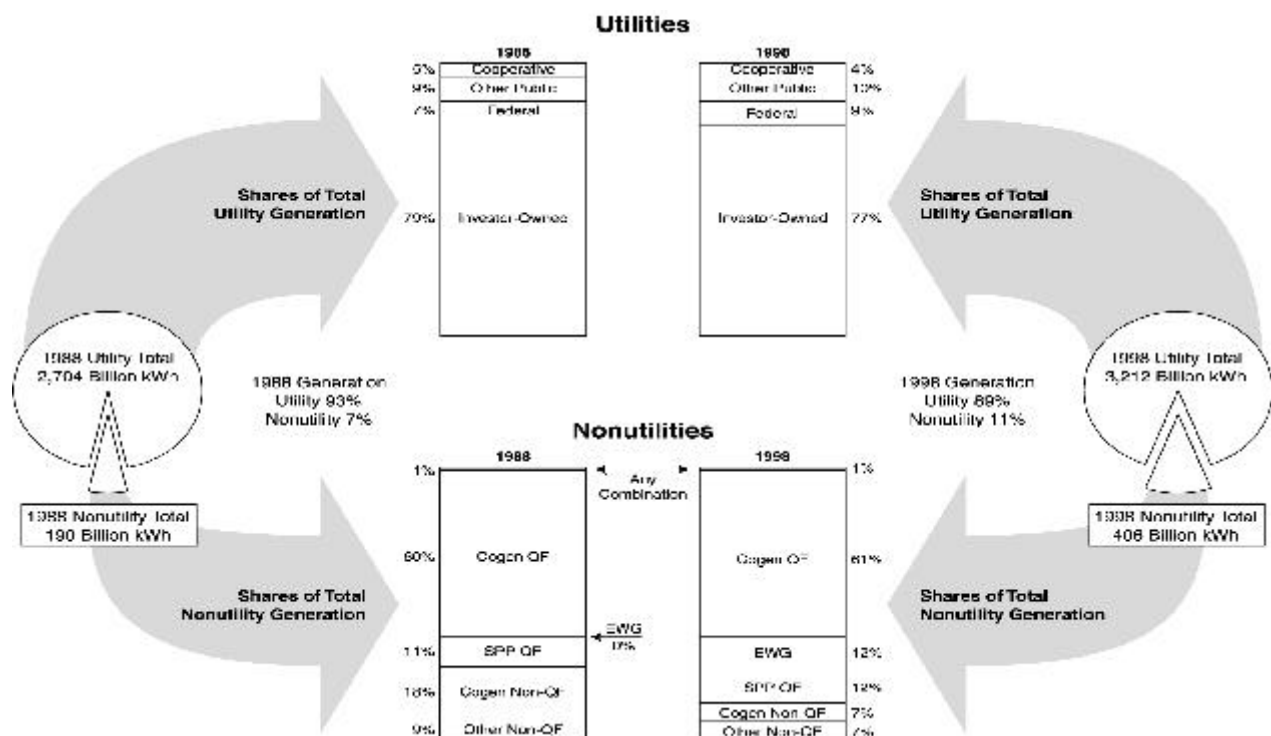 Utilities
1988
5% Cooperative
9% Other Public
7% Federal
79% Investor-Owned
1998
Cooperative 4%
Other Public 10%
Federal 9%
Investor-Owned 77%
Shares of Total
Utility Generation
Shares of Total
Utility Generation
1988 Utility Total
2,704 Billion kWh
1988 Generation
Utility 93%
Nonutility 7%
1998 Generation
Utility 89%
Nonutility 11%
1998 Utility Total
3,212 Billion kWh
1988 Nonutility Total
190 Billion kWh
1998 Nonutility Total
406 Billion kWh
Nonutilities
1988
1%
60% Cogen QF
11% SPP QF
18% Cogen Non-QF
9% Other Non-QF
Any
Combination
EWG
0%
1998
1%
Cogen QF 61%
EWG 12%
SPP QF 12%
Cogen Non-QF 7%
Other Non-QF 7%
Shares of Total
Nonutility Generation
Shares of Total
Nonutility Generation